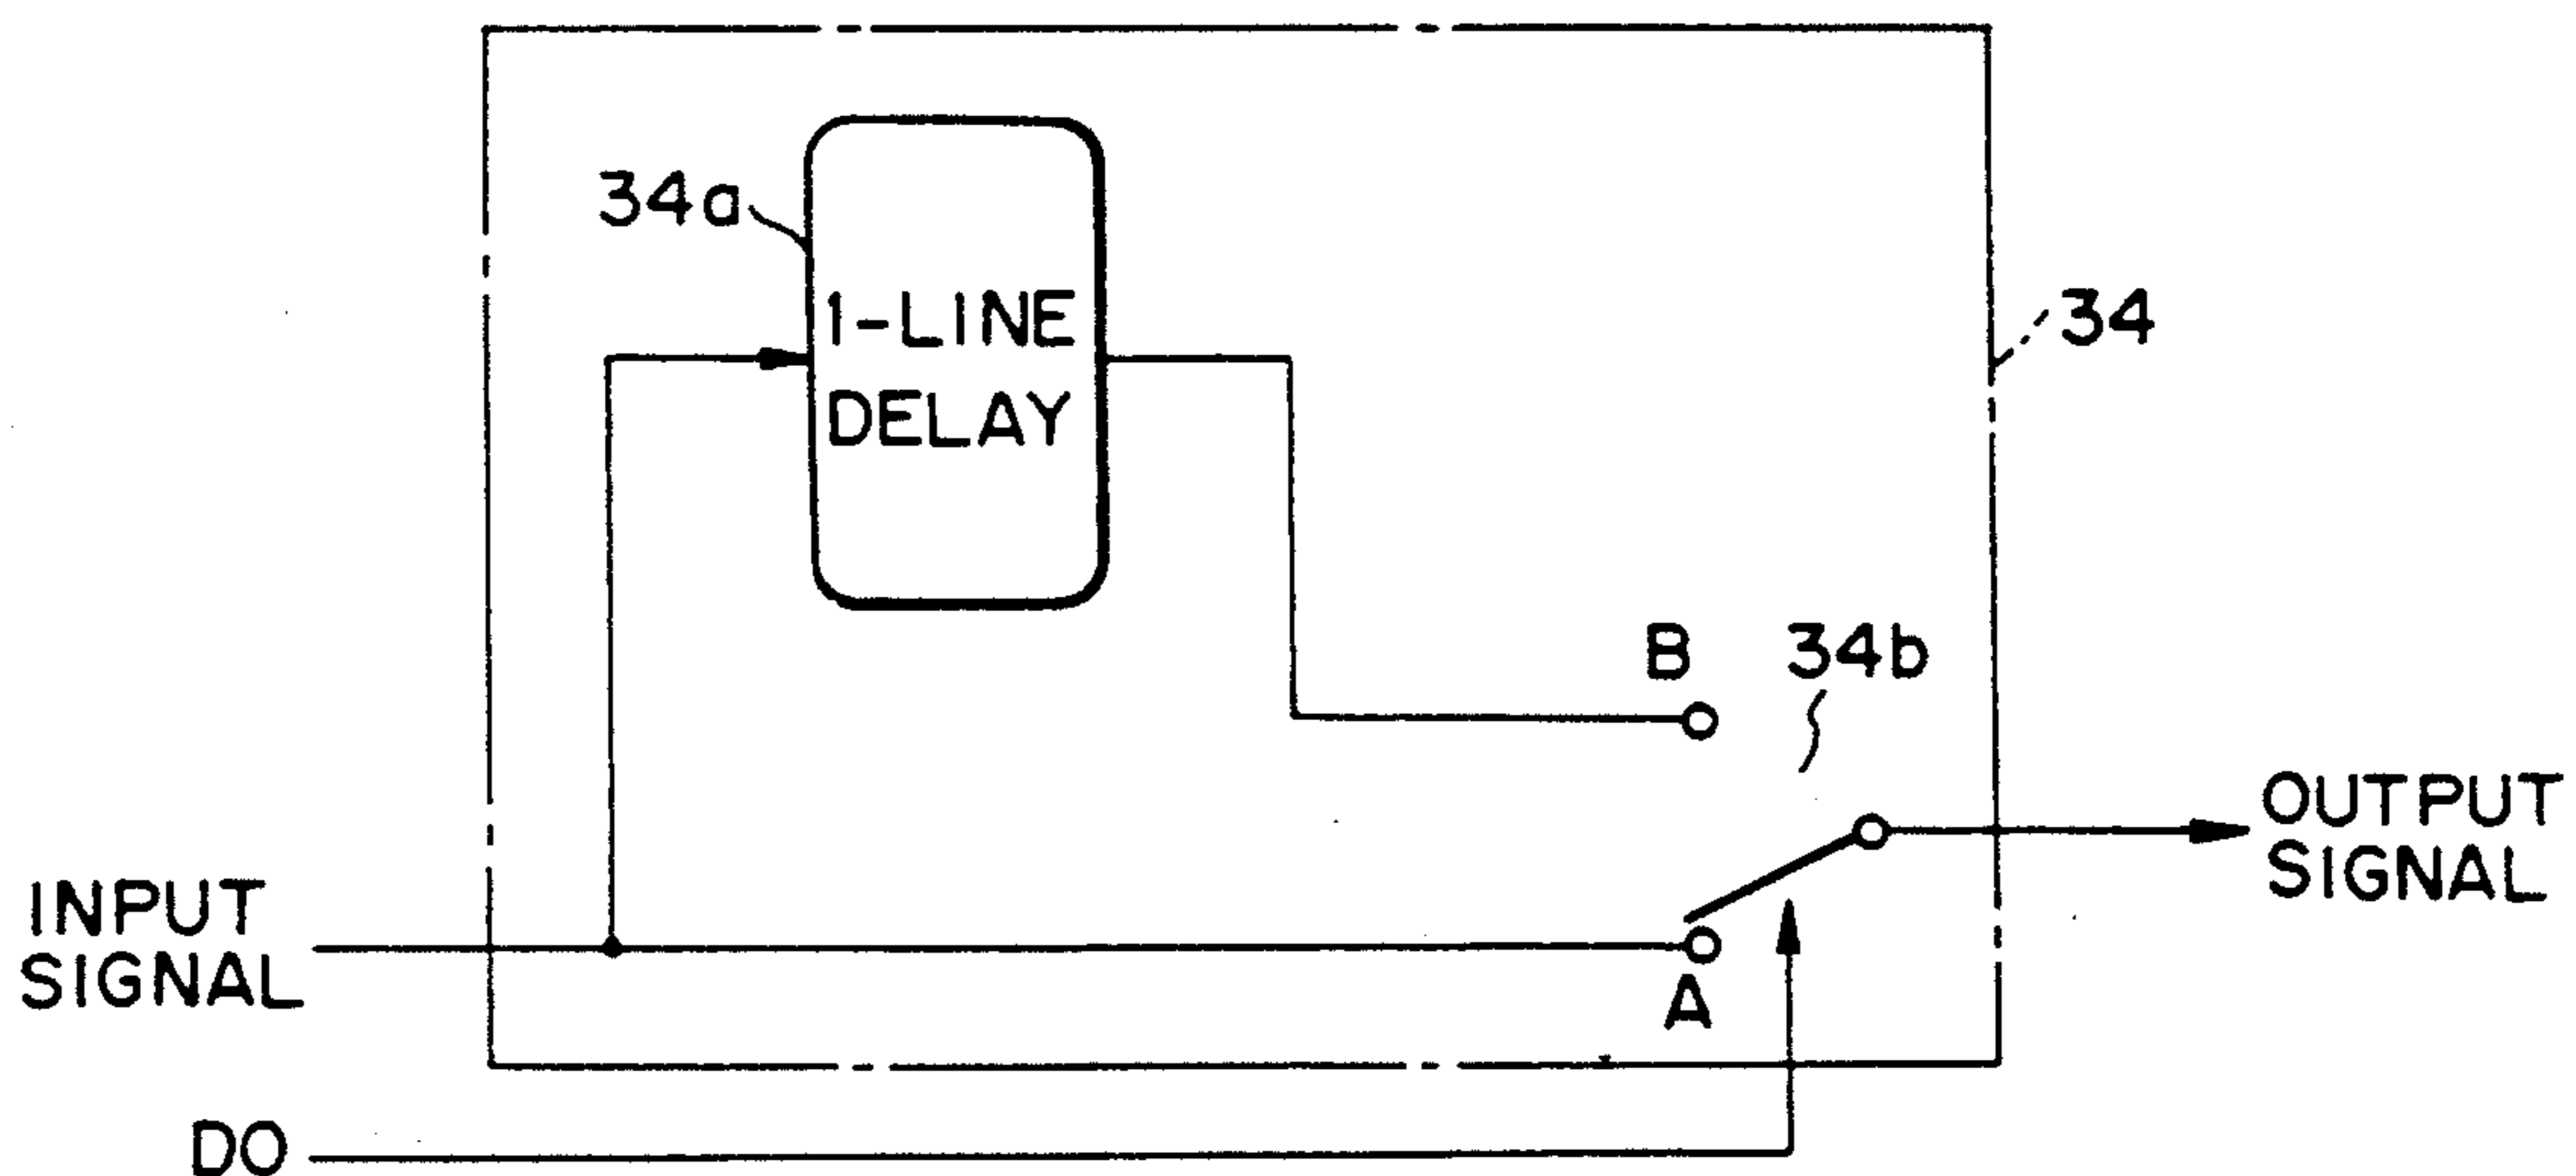 34a
1-LINE
DELAY
34
B
34b
OUTPUT
SIGNAL
INPUT
SIGNAL
A
DO